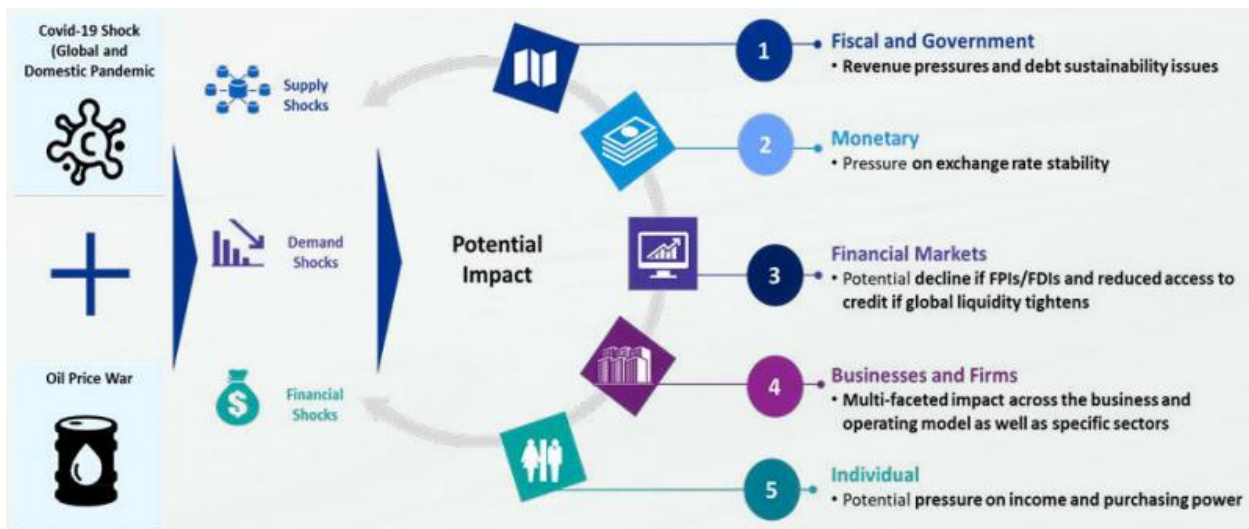 Covid-19 Shock
(Global and
Domestic Pandemic
Oil Price War
Supply
Shocks
Demand
Shocks
$
Financial
Shocks
Potential
Impact
1
Fiscal and Government
• Revenue pressures and debt sustainability issues
2
Monetary
• Pressure on exchange rate stability
3
Financial Markets
• Potential decline if FPIs/FDIs and reduced access to
credit if global liquidity tightens
4
Businesses and Firms
• Multi-faceted impact across the business and
operating model as well as specific sectors
5
Individual
• Potential pressure on income and purchasing power